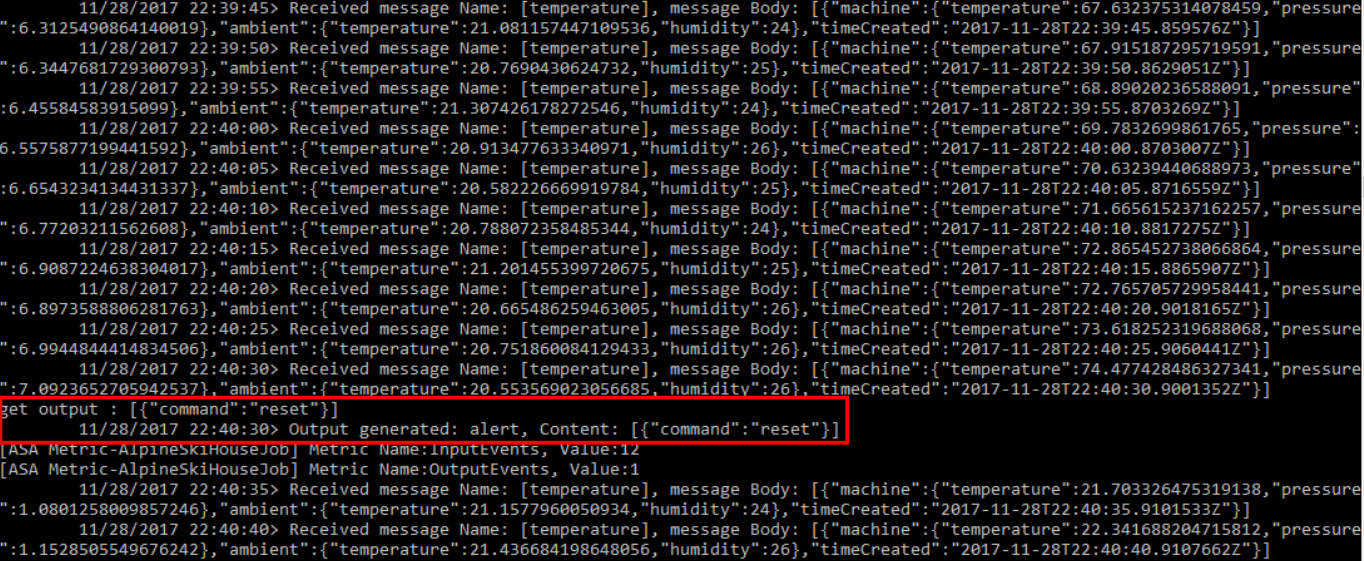 11/28/2017 22:39:45> Received message Name: [temperature], message Body: [{"machine":{"temperature":67.632375314078459,"pressure
":6.3125490864140019},"ambient":{"temperature":21.081157447109536,"humidity":24},"timeCreated":"2017-11-28T22:39:45.859576Z"}]
11/28/2017 22:39:50> Received message Name: [temperature], message Body: [{"machine":{"temperature":67.915187295719591,"pressure
":6.3447681729300793},"ambient":{"temperature":20.7690430624732,"humidity":25},"timeCreated":"2017-11-28T22:39:50.8629051Z"}]
11/28/2017 22:39:55> Received message Name: [temperature], message Body: [{"machine":{"temperature":68.89020236588091,"pressure"
:6.45584583915099},"ambient":{"temperature":21.307426178272546,"humidity":24},"timeCreated":"2017-11-28T22:39:55.8703269Z"}]
11/28/2017 22:40:00> Received message Name: [temperature], message Body: [{"machine":{"temperature":69.7832699861765,"pressure":
6.5575877199441592},"ambient":{"temperature":20.913477633340971,"humidity":26},"timeCreated":"2017-11-28T22:40:00.8703007Z"}]
11/28/2017 22:40:05> Received message Name: [temperature], message Body: [{"machine":{"temperature":70.63239440688973,"pressure"
:6.6543234134431337},"ambient":{"temperature":20.582226669919784,"humidity":25},"timeCreated":"2017-11-28T22:40:05.8716559Z"}]
11/28/2017 22:40:10> Received message Name: [temperature], message Body: [{"machine":{"temperature":71.665615237162257,"pressure
":6.77203211562608},"ambient":{"temperature":20.788072358485344,"humidity":24},"timeCreated":"2017-11-28T22:40:10.8817275Z"}]
11/28/2017 22:40:15> Received message Name: [temperature], message Body: [{"machine":{"temperature":72.865452738066864,"pressure
":6.9087224638304017},"ambient":{"temperature":21.201455399720675,"humidity":25},"timeCreated":"2017-11-28T22:40:15.8865907Z"}]
11/28/2017 22:40:20> Received message Name: [temperature], message Body: [{"machine":{"temperature":72.765705729958441,"pressure
":6.8973588806281763},"ambient":{"temperature":20.665486259463005,"humidity":26},"timeCreated":"2017-11-28T22:40:20.9018165Z"}]
11/28/2017 22:40:25> Received message Name: [temperature], message Body: [{"machine":{"temperature":73.618252319688068,"pressure
":6.9944844414834506},"ambient":{"temperature":20.751860084129433,"humidity":26},"timeCreated":"2017-11-28T22:40:25.9060441Z"}]
11/28/2017 22:40:30> Received message Name: [temperature], message Body: [{"machine":{"temperature":74.477428486327341,"pressure
":7.0923652705942537},"ambient":{"temperature":20.553569023056685,"humidity":26},"timeCreated":"2017-11-28T22:40:30.9001352Z"}]
get output : [{"command":"reset"}]
11/28/2017 22:40:30> Output generated: alert, Content: [{"command":"reset"}]
[ASA Metric-AlpineSkiHouseJob] Metric Name:InputEvents, Value:12
[ASA Metric-AlpineSkiHouseJob] Metric Name:OutputEvents, Value:1
11/28/2017 22:40:35> Received message Name: [temperature], message Body: [{"machine":{"temperature":21.703326475319138,"pressure
":1.0801258009857246},"ambient":{"temperature":21.1577960050934,"humidity":24},"timeCreated":"2017-11-28T22:40:35.9101533Z"}]
11/28/2017 22:40:40> Received message Name: [temperature], message Body: [{"machine":{"temperature":22.341688204715812,"pressure
":1.1528505549676242},"ambient":{"temperature":21.436684198648056,"humidity":26},"timeCreated":"2017-11-28T22:40:40.9107662Z"}]